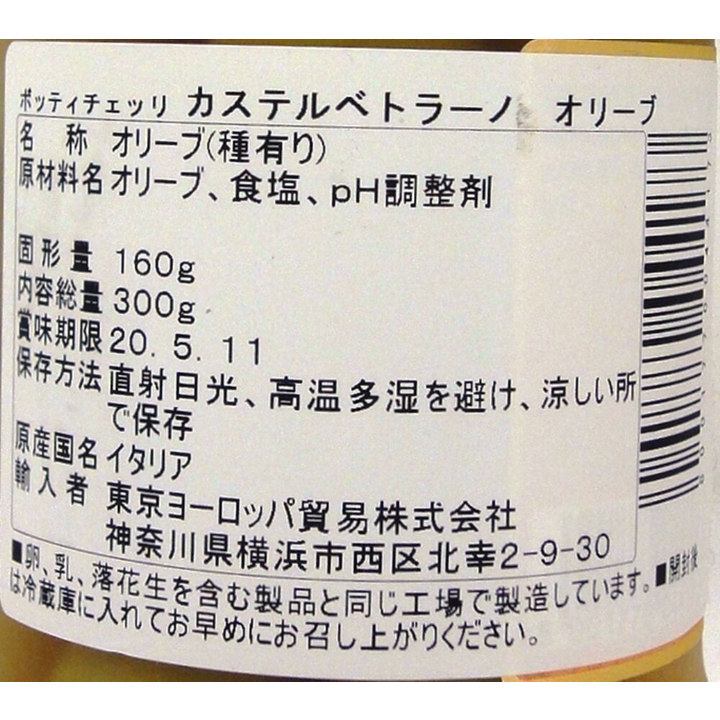 ボッティチェッリ カステルベトラーノ オリーブ
名 称 オリーブ(種有り)
原材料名 オリーブ、食塩、pH調整剤
固形量 160g
内容総量 300g
賞味期限 20.5.11
保存方法 直射日光、高温多湿を避け、涼しい所
で保存
原産国名 イタリア
輸入者 東京ヨーロッパ貿易株式会社
神奈川県横浜市西区北幸2-9-30
■卵、乳、落花生を含む製品と同じ工場で製造しています。■開封後
は冷蔵庫に入れてお早めにお召し上がりください。